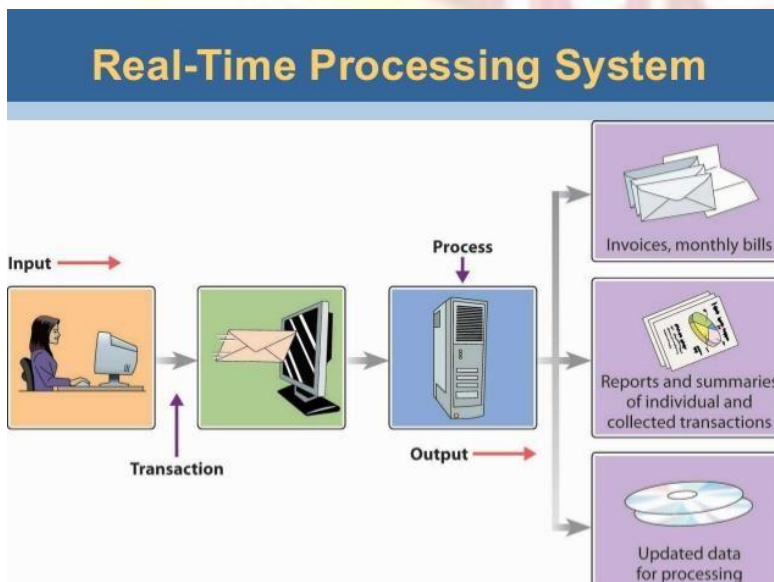 Real-Time Processing System
Input
Transaction
Process
Output
Invoices, monthly bills
Reports and summaries
of individual and
collected transactions
Updated data
for processing